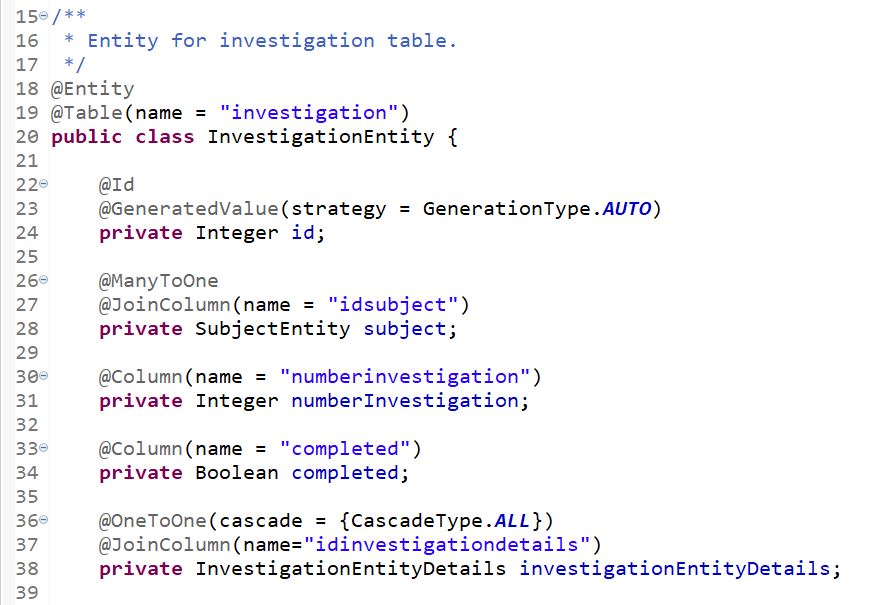 15 /**
16  * Entity for investigation table.
17  */
18 @Entity
19 @Table(name = "investigation")
20 public class InvestigationEntity {
21
22     @Id
23     @GeneratedValue(strategy = GenerationType.AUTO)
24     private Integer id;
25
26     @ManyToOne
27     @JoinColumn(name = "idsubject")
28     private SubjectEntity subject;
29
30     @Column(name = "numberinvestigation")
31     private Integer numberInvestigation;
32
33     @Column(name = "completed")
34     private Boolean completed;
35
36     @OneToOne(cascade = {CascadeType.ALL})
37     @JoinColumn(name="idinvestigationdetails")
38     private InvestigationEntityDetails investigationEntityDetails;
39